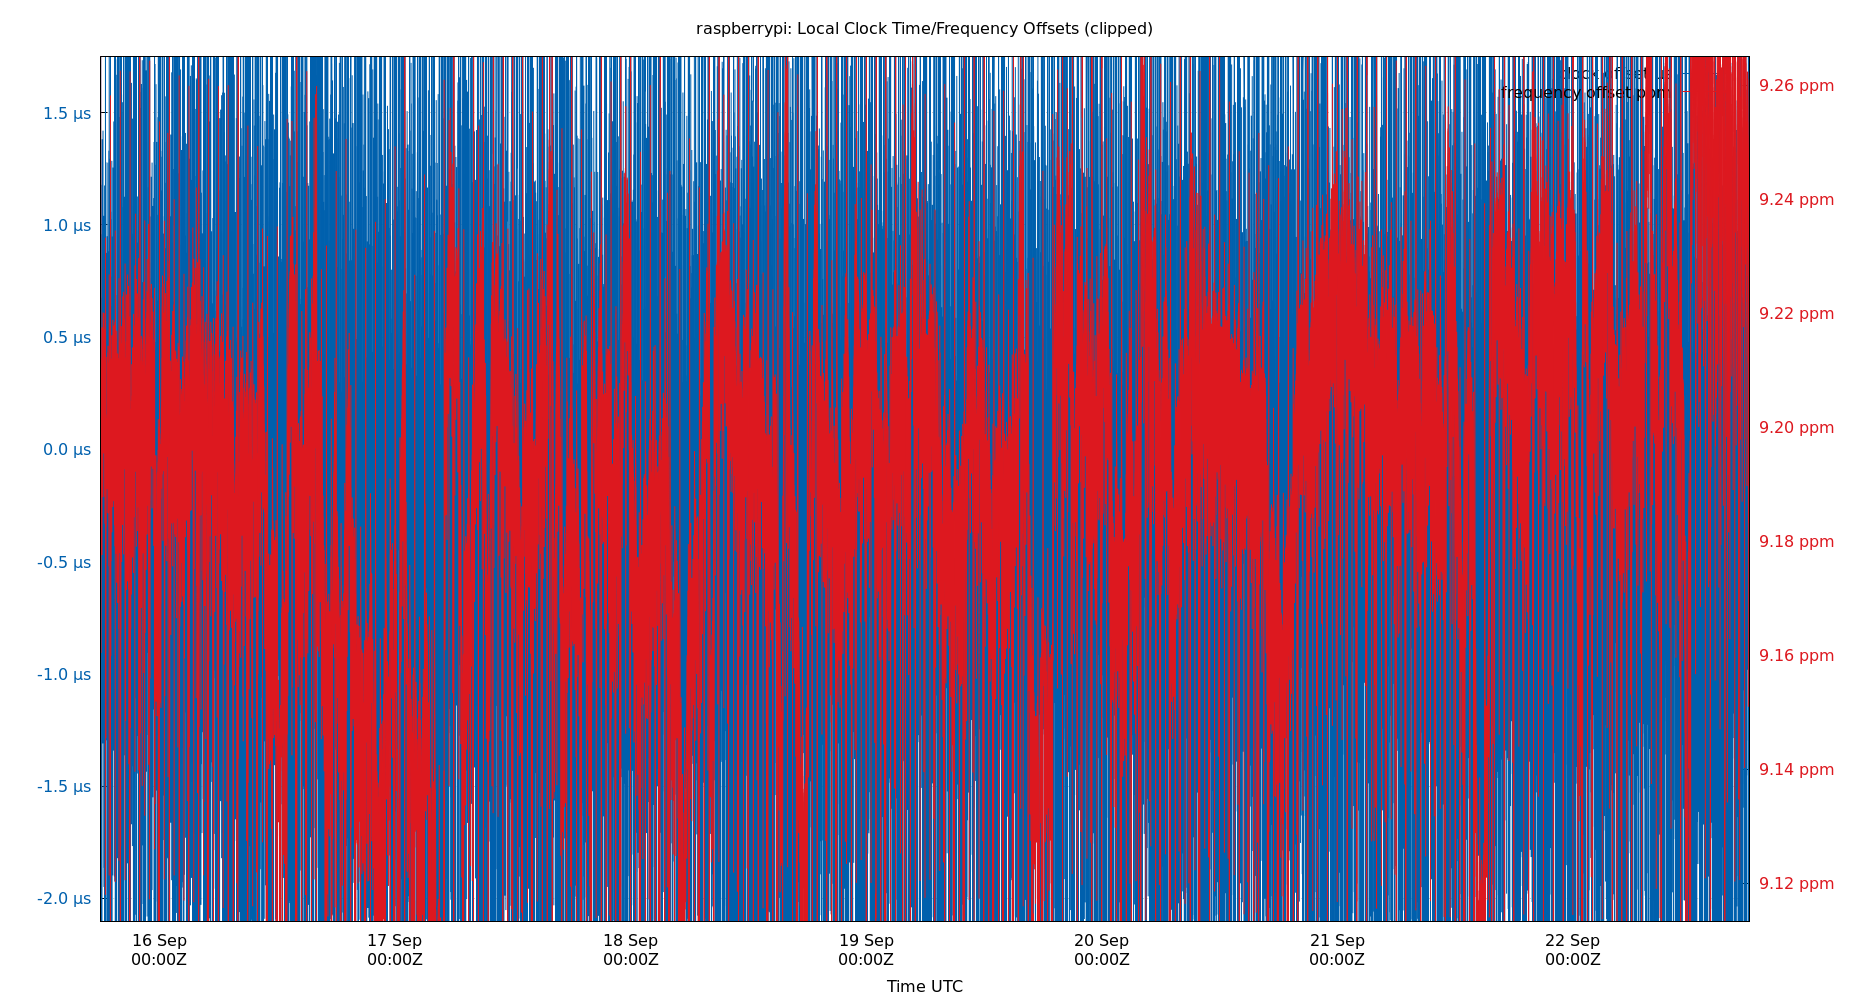 raspberrypi: Local Clock Time/Frequency Offsets (clipped)
clock offset µs
frequency offset ppm
1.5 µs
1.0 µs
0.5 µs
0.0 µs
-0.5 µs
-1.0 µs
-1.5 µs
-2.0 µs
9.26 ppm
9.24 ppm
9.22 ppm
9.20 ppm
9.18 ppm
9.16 ppm
9.14 ppm
9.12 ppm
16 Sep
00:00Z
17 Sep
00:00Z
18 Sep
00:00Z
19 Sep
00:00Z
20 Sep
00:00Z
21 Sep
00:00Z
22 Sep
00:00Z
Time UTC